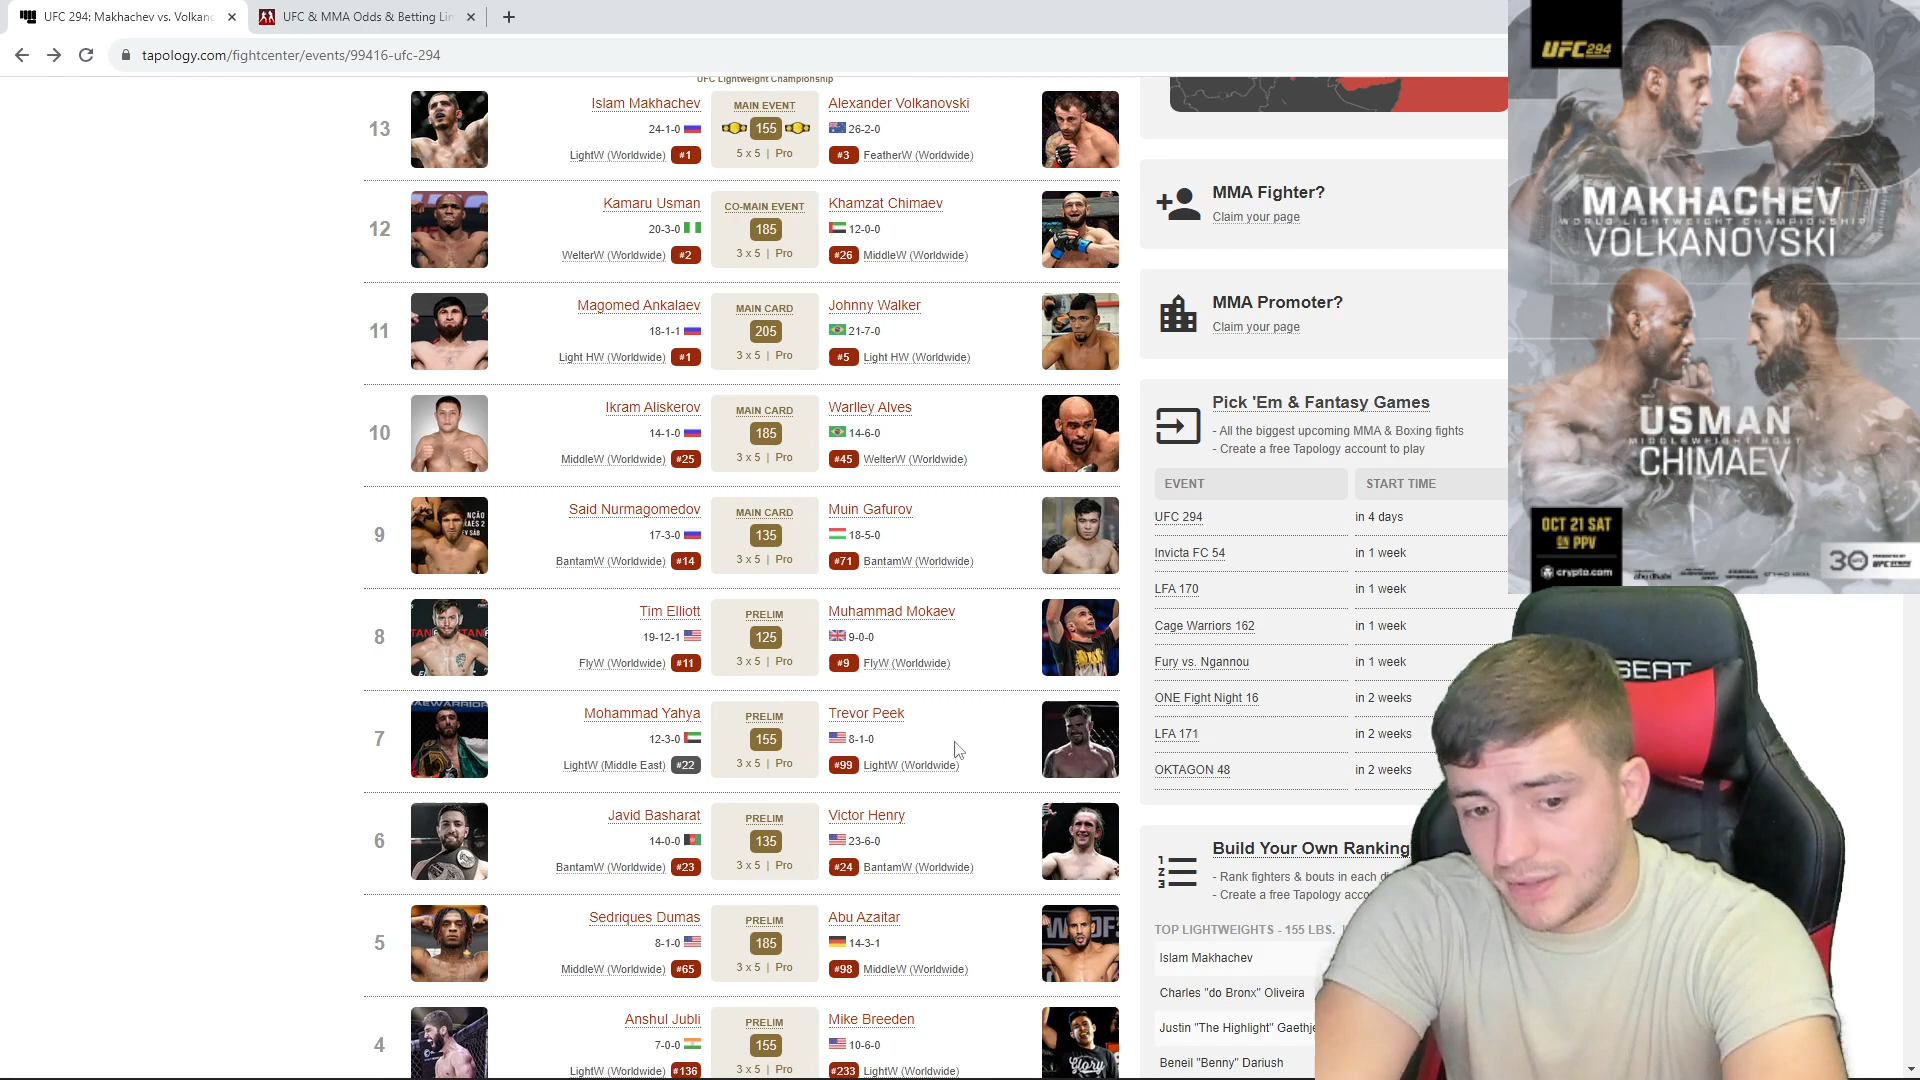 UFC 294: Makhachev vs. Volkano
UFC & MMA Odds & Betting Lin
tapology.com/fightcenter/events/99416-ufc-294
UFC Lightweight Championship
13
Islam Makhachev
24-1-0
LightW (Worldwide) #1
MAIN EVENT
155
5 x 5 | Pro
Alexander Volkanovski
26-2-0
#3 FeatherW (Worldwide)
12
Kamaru Usman
20-3-0
WelterW (Worldwide) #2
CO-MAIN EVENT
185
3 x 5 | Pro
Khamzat Chimaev
12-0-0
#26 MiddleW (Worldwide)
11
Magomed Ankalaev
18-1-1
Light HW (Worldwide) #1
MAIN CARD
205
3 x 5 | Pro
Johnny Walker
21-7-0
#5 Light HW (Worldwide)
10
Ikram Aliskerov
14-1-0
MiddleW (Worldwide) #25
MAIN CARD
185
3 x 5 | Pro
Warlley Alves
14-6-0
#45 WelterW (Worldwide)
9
Said Nurmagomedov
17-3-0
BantamW (Worldwide) #14
MAIN CARD
135
3 x 5 | Pro
Muin Gafurov
18-5-0
#71 BantamW (Worldwide)
8
Tim Elliott
19-12-1
FlyW (Worldwide) #11
PRELIM
125
3 x 5 | Pro
Muhammad Mokaev
9-0-0
#9 FlyW (Worldwide)
7
Mohammad Yahya
12-3-0
LightW (Middle East) #22
PRELIM
155
3 x 5 | Pro
Trevor Peek
8-1-0
#99 LightW (Worldwide)
6
Javid Basharat
14-0-0
BantamW (Worldwide) #23
PRELIM
135
3 x 5 | Pro
Victor Henry
23-6-0
#24 BantamW (Worldwide)
5
Sedriques Dumas
8-1-0
MiddleW (Worldwide) #65
PRELIM
185
3 x 5 | Pro
Abu Azaitar
14-3-1
#98 MiddleW (Worldwide)
4
Anshul Jubli
7-0-0
LightW (Worldwide) #136
PRELIM
155
3 x 5 | Pro
Mike Breeden
10-6-0
#233 LightW (Worldwide)
MMA Fighter?
Claim your page
MMA Promoter?
Claim your page
Pick 'Em & Fantasy Games
- All the biggest upcoming MMA & Boxing fights
- Create a free Tapology account to play
EVENT START TIME
UFC 294 in 4 days
Invicta FC 54 in 1 week
LFA 170 in 1 week
Cage Warriors 162 in 1 week
Fury vs. Ngannou in 1 week
ONE Fight Night 16 in 2 weeks
LFA 171 in 2 weeks
OKTAGON 48 in 2 weeks
Build Your Own Ranking
- Rank fighters & bouts in each di
- Create a free Tapology acco
TOP LIGHTWEIGHTS - 155 LBS.
Islam Makhachev
Charles "do Bronx" Oliveira
Justin "The Highlight" Gaethje
Beneil "Benny" Dariush
UFC 294
MAKHACHEV
WORLD LIGHTWEIGHT CHAMPIONSHIP
VOLKANOVSKI
USMAN
MIDDLEWEIGHT BOUT
CHIMAEV
OCT 21 SAT
ON PPV
crypto.com
30
SEAT